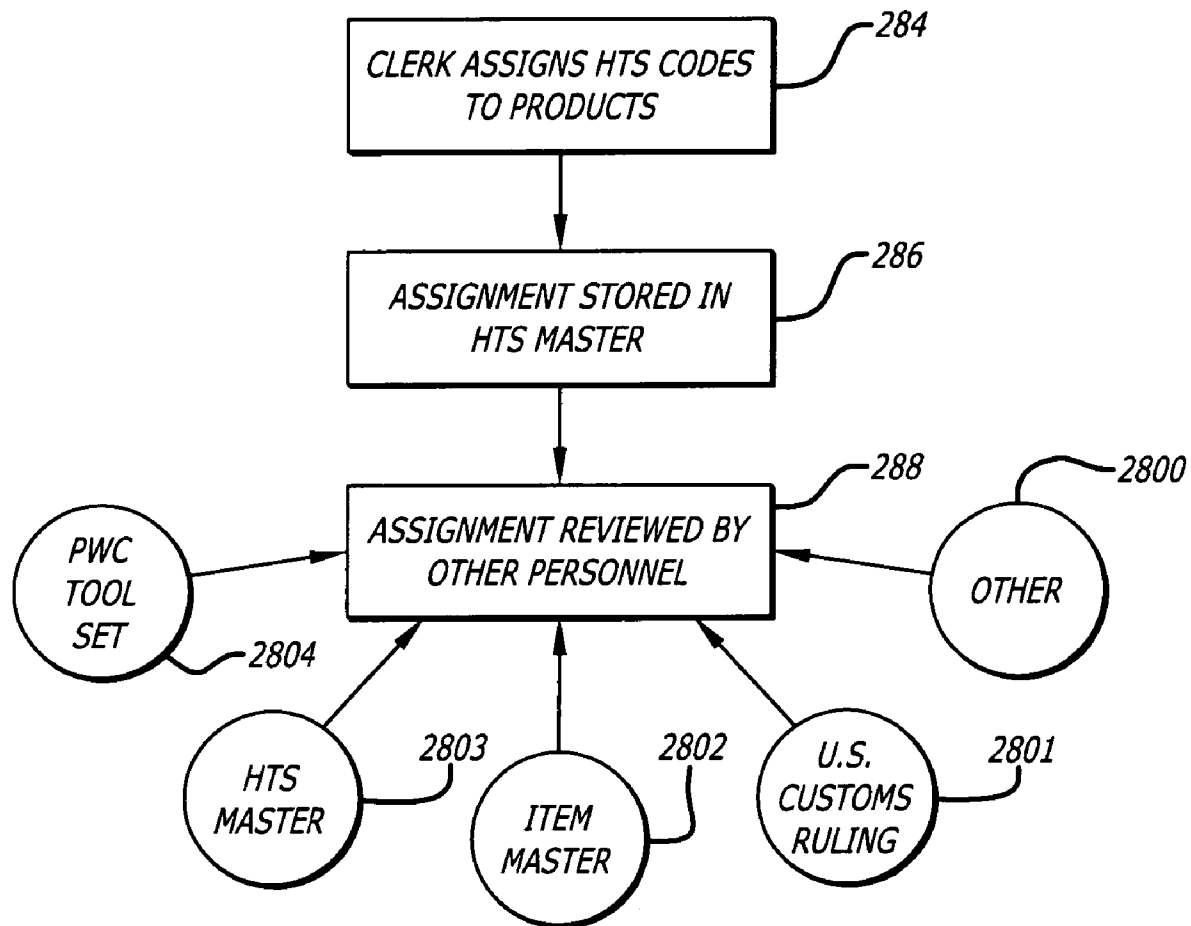 284
CLERK ASSIGNS HTS CODES
TO PRODUCTS
286
ASSIGNMENT STORED IN
HTS MASTER
288
2800
ASSIGNMENT REVIEWED BY
OTHER PERSONNEL
PWC
TOOL
SET
OTHER
2804
2803
2802
2801
HTS
MASTER
ITEM
MASTER
U.S.
CUSTOMS
RULING